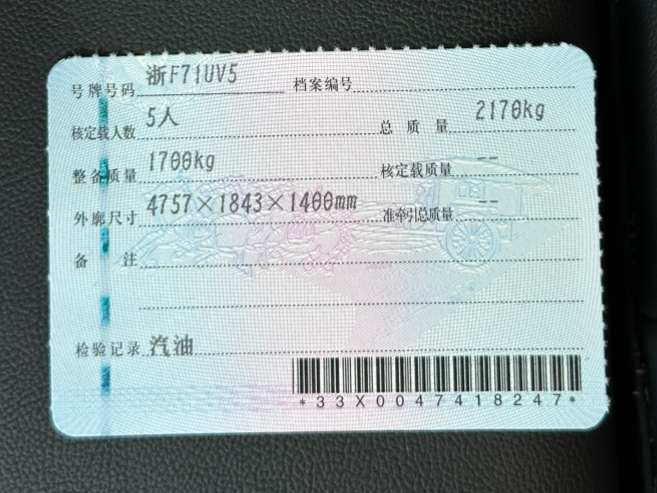 号牌号码 浙F71UV5 档案编号
核定载人数 5人 总质量 2170kg
整备质量 1700kg 核定载质量 --
外廓尺寸 4757×1843×1400mm 准牵引总质量 --
备注
检验记录 汽油
*33X0047418247*